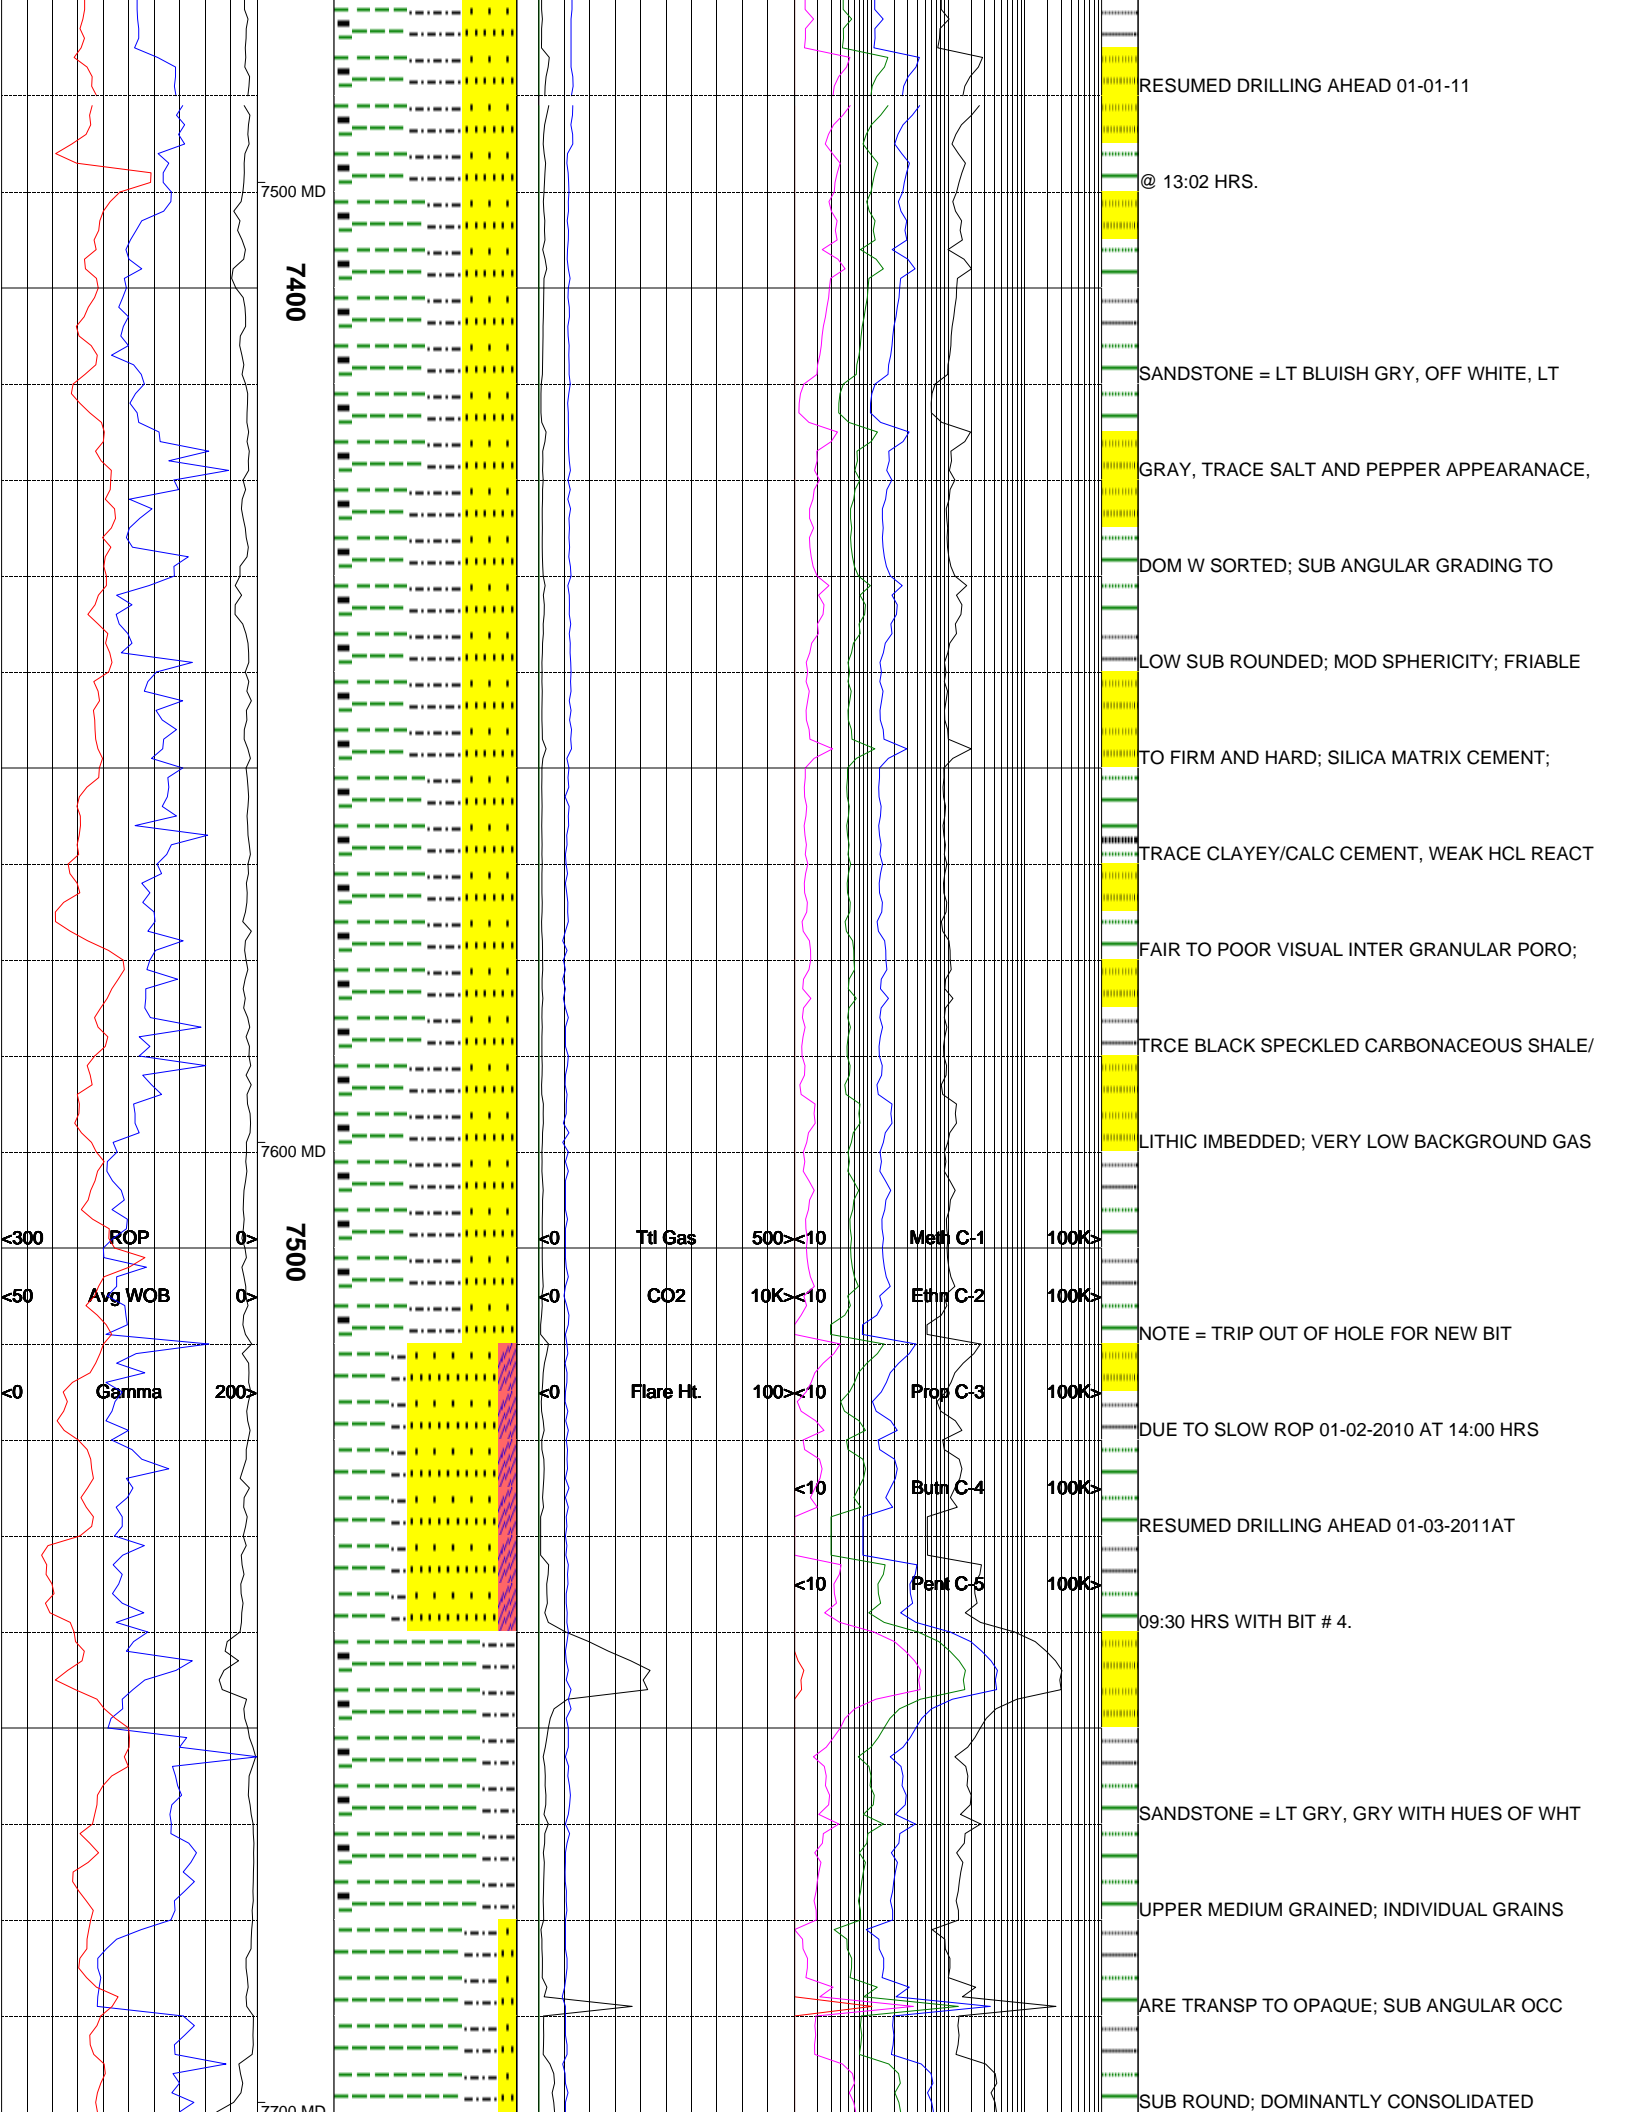 RESUMED DRILLING AHEAD 01-01-11
7500 MD
@ 13:02 HRS.
7400
SANDSTONE = LT BLUISH GRY, OFF WHITE, LT
GRAY, TRACE SALT AND PEPPER APPEARANACE,
DOM W SORTED; SUB ANGULAR GRADING TO
LOW SUB ROUNDED; MOD SPHERICITY; FRIABLE
TO FIRM AND HARD; SILICA MATRIX CEMENT;
TRACE CLAYEY/CALC CEMENT, WEAK HCL REACT
FAIR TO POOR VISUAL INTER GRANULAR PORO;
TRCE BLACK SPECKLED CARBONACEOUS SHALE/
7600 MD
LITHIC IMBEDDED; VERY LOW BACKGROUND GAS
<300 ROP 0>
7500
<0 Ttl Gas 500>
<10 Meth C-1 100K>
<50 Avg WOB 0>
<0 CO2 10K>
<10 Ethn C-2 100K>
NOTE = TRIP OUT OF HOLE FOR NEW BIT
<0 Gamma 200>
<0 Flare Ht. 100>
<10 Prop C-3 100K>
DUE TO SLOW ROP 01-02-2010 AT 14:00 HRS
<10 Butn C-4 100K>
RESUMED DRILLING AHEAD 01-03-2011AT
<10 Pent C-5 100K>
09:30 HRS WITH BIT # 4.
SANDSTONE = LT GRY, GRY WITH HUES OF WHT
UPPER MEDIUM GRAINED; INDIVIDUAL GRAINS
ARE TRANSP TO OPAQUE; SUB ANGULAR OCC
7700 MD
SUB ROUND; DOMINANTLY CONSOLIDATED